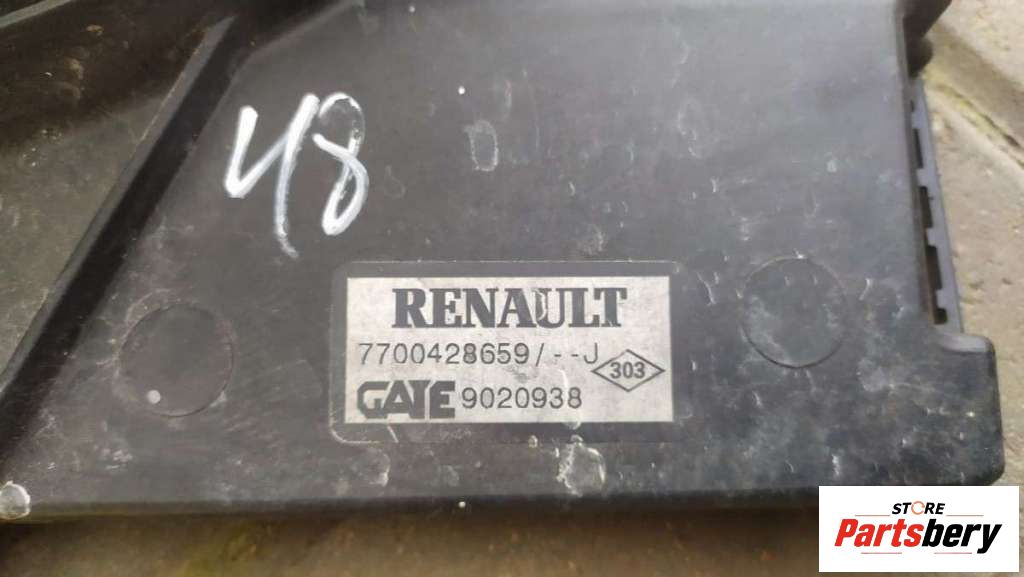 48
RENAULT
7700428659/--J
303
GATE 9020938
STORE
Partsbery